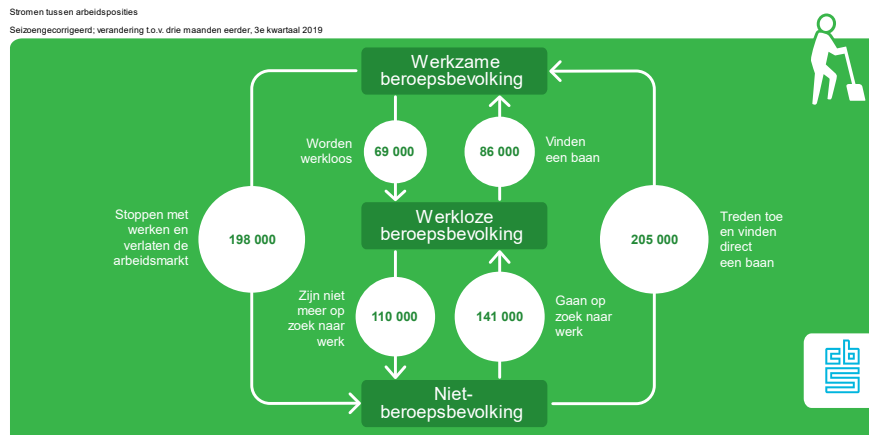 Stromen tussen arbeidsposities
Seizoengecorrigeerd; verandering t.o.v. drie maanden eerder, 3e kwartaal 2019
Werkzame
beroepsbevolking
Worden
werkloos
69 000
86 000
Vinden
een baan
Stoppen met
werken en
verlaten de
arbeidsmarkt
198 000
Werkloze
beroepsbevolking
205 000
Treden toe
en vinden
direct
een baan
Zijn niet
meer op
zoek naar
werk
110 000
141 000
Gaan op
zoek naar
werk
Niet-
beroepsbevolking
cbs